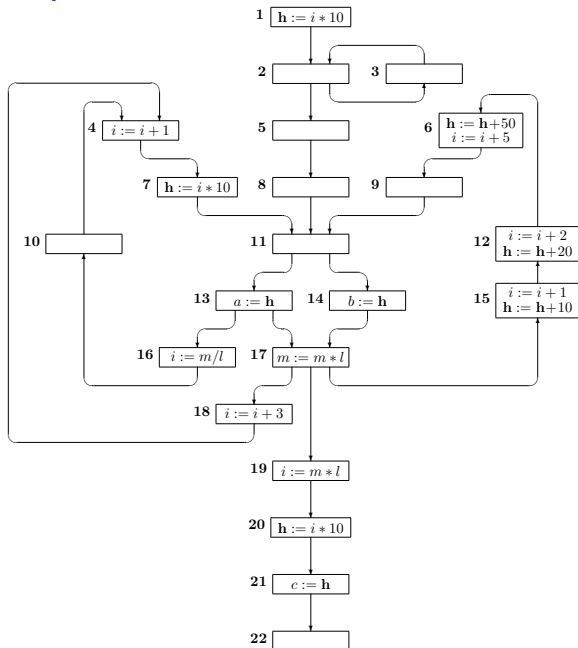 1 h := i ∗ 10
2
3
4 i := i + 1
5
6 h := h+50
i := i + 5
7 h := i ∗ 10
8
9
10
11
12 i := i + 2
h := h+20
13 a := h
14 b := h
15 i := i + 1
h := h+10
16 i := m/l
17 m := m ∗ l
18 i := i + 3
19 i := m ∗ l
20 h := i ∗ 10
21 c := h
22